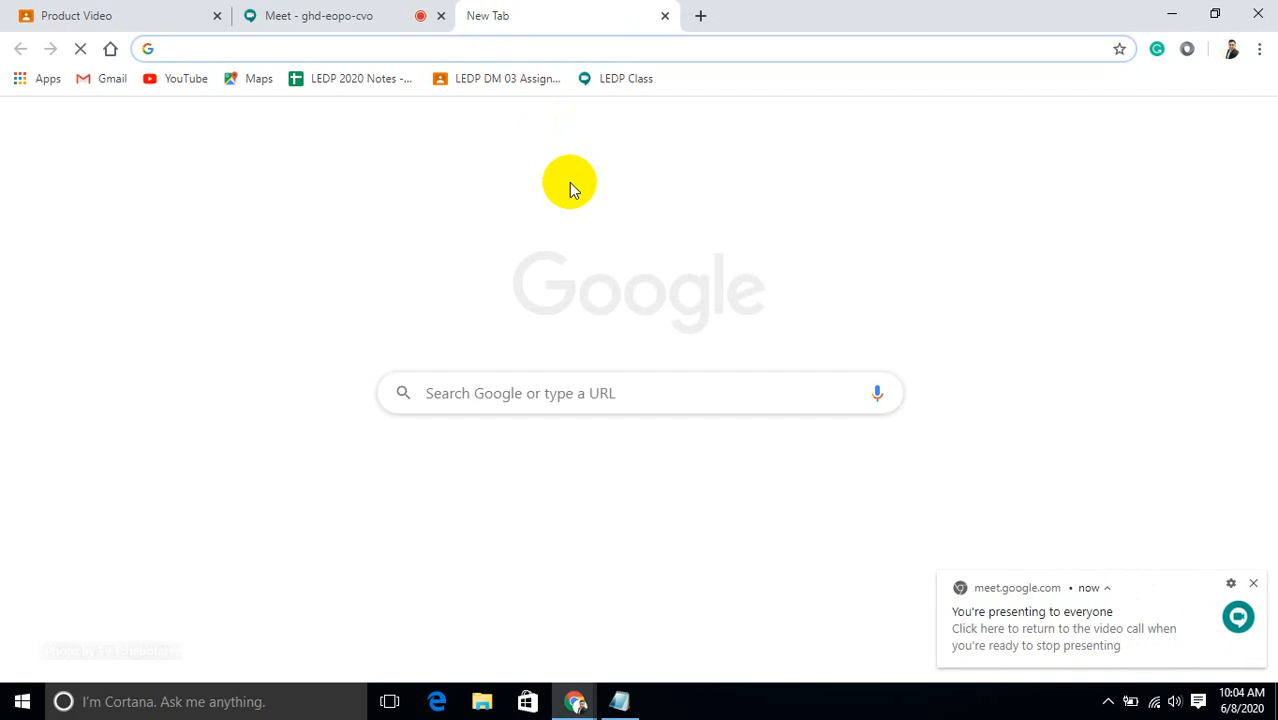 Product Video
Meet - ghd-eopo-cvo
New Tab
Apps
Gmail
YouTube
Maps
LEDP 2020 Notes -...
LEDP DM 03 Assign...
LEDP Class
Google
Search Google or type a URL
meet.google.com • now
You're presenting to everyone
Click here to return to the video call when
you're ready to stop presenting
Photo by
I'm Cortana. Ask me anything.
10:04 AM
6/8/2020